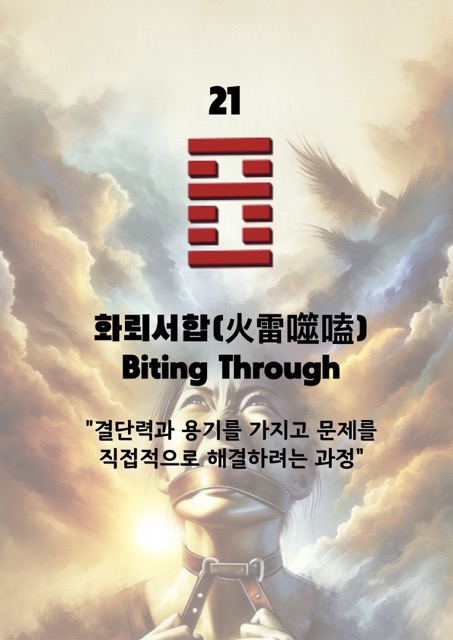 21
화뢰서합(火雷噬嗑)
Biting Through
"결단력과 용기를 가지고 문제를
직접적으로 해결하려는 과정"